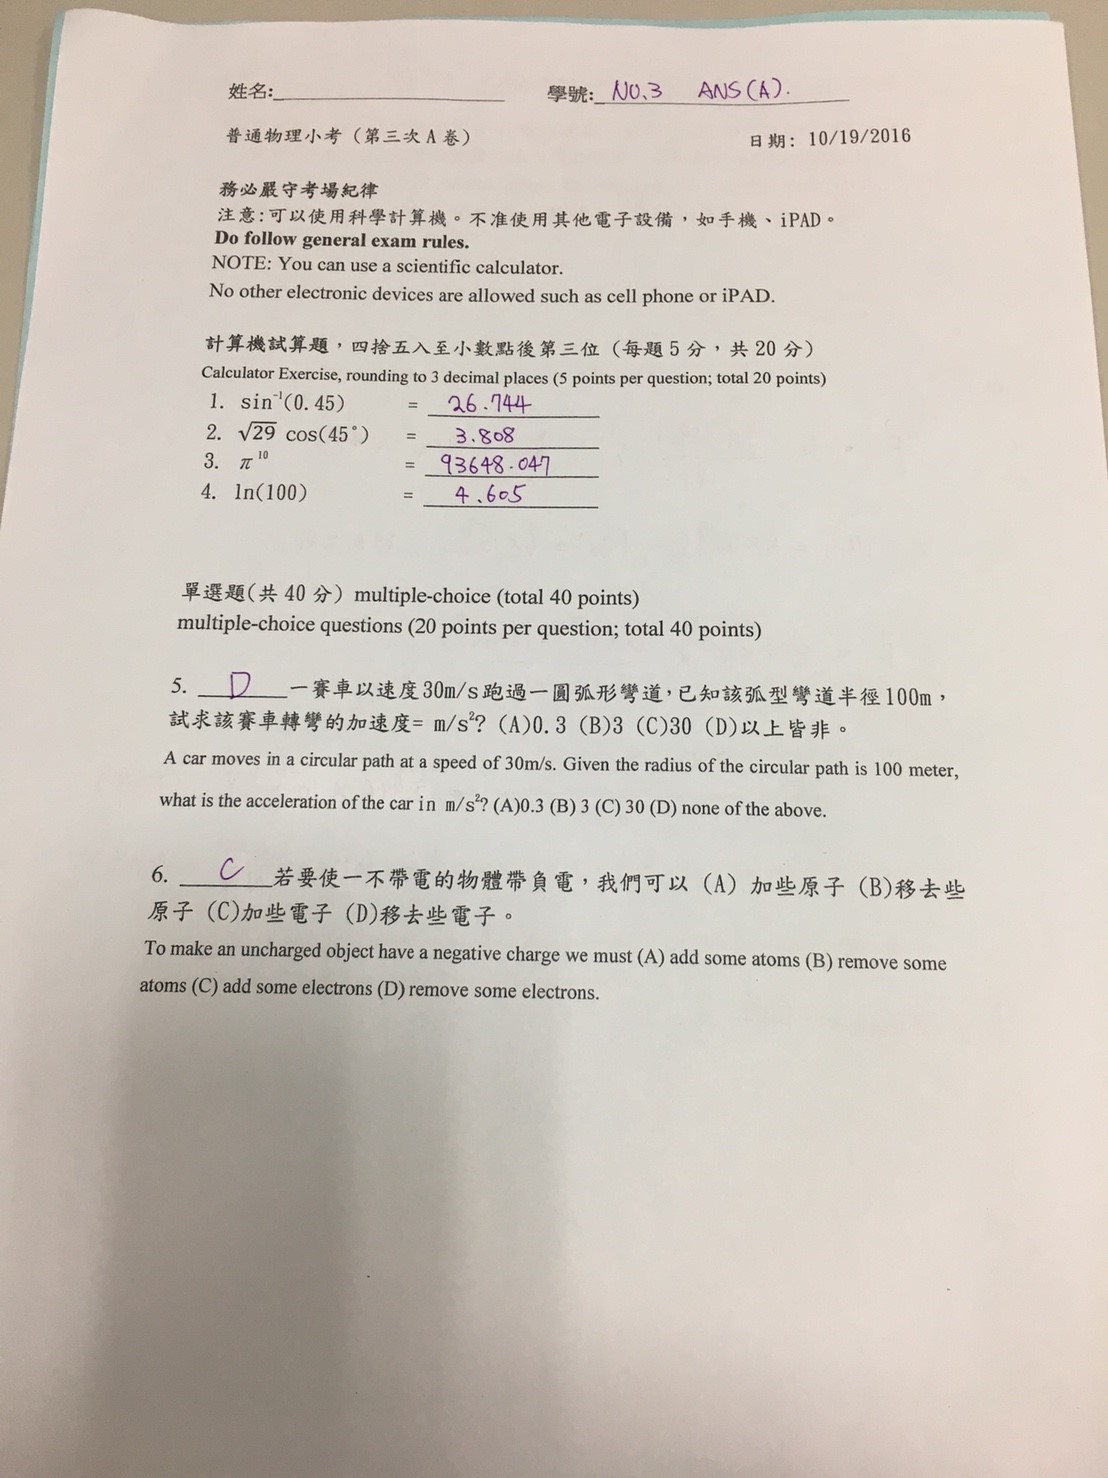 姓名:____________ 學號: NO.3 ANS(A).
普通物理小考（第三次 A 卷） 日期: 10/19/2016
務必嚴守考場紀律
注意:可以使用科學計算機。不准使用其他電子設備，如手機、iPAD。
Do follow general exam rules.
NOTE: You can use a scientific calculator.
No other electronic devices are allowed such as cell phone or iPAD.
計算機試算題，四捨五入至小數點後第三位（每題 5 分，共 20 分）
Calculator Exercise, rounding to 3 decimal places (5 points per question; total 20 points)
1. sin⁻¹(0.45) = 26.744
2. √29 cos(45°) = 3.808
3. π¹⁰ = 93648.047
4. ln(100) = 4.605
單選題(共 40 分）multiple-choice (total 40 points)
multiple-choice questions (20 points per question; total 40 points)
5. D 一賽車以速度 30m/s 跑過一圓弧形彎道，已知該弧型彎道半徑 100m，
試求該賽車轉彎的加速度= m/s²? (A)0.3 (B)3 (C)30 (D)以上皆非。
A car moves in a circular path at a speed of 30m/s. Given the radius of the circular path is 100 meter,
what is the acceleration of the car in m/s²? (A)0.3 (B) 3 (C) 30 (D) none of the above.
6. C 若要使一不帶電的物體帶負電，我們可以 (A) 加些原子 (B)移去些
原子 (C)加些電子 (D)移去些電子。
To make an uncharged object have a negative charge we must (A) add some atoms (B) remove some
atoms (C) add some electrons (D) remove some electrons.